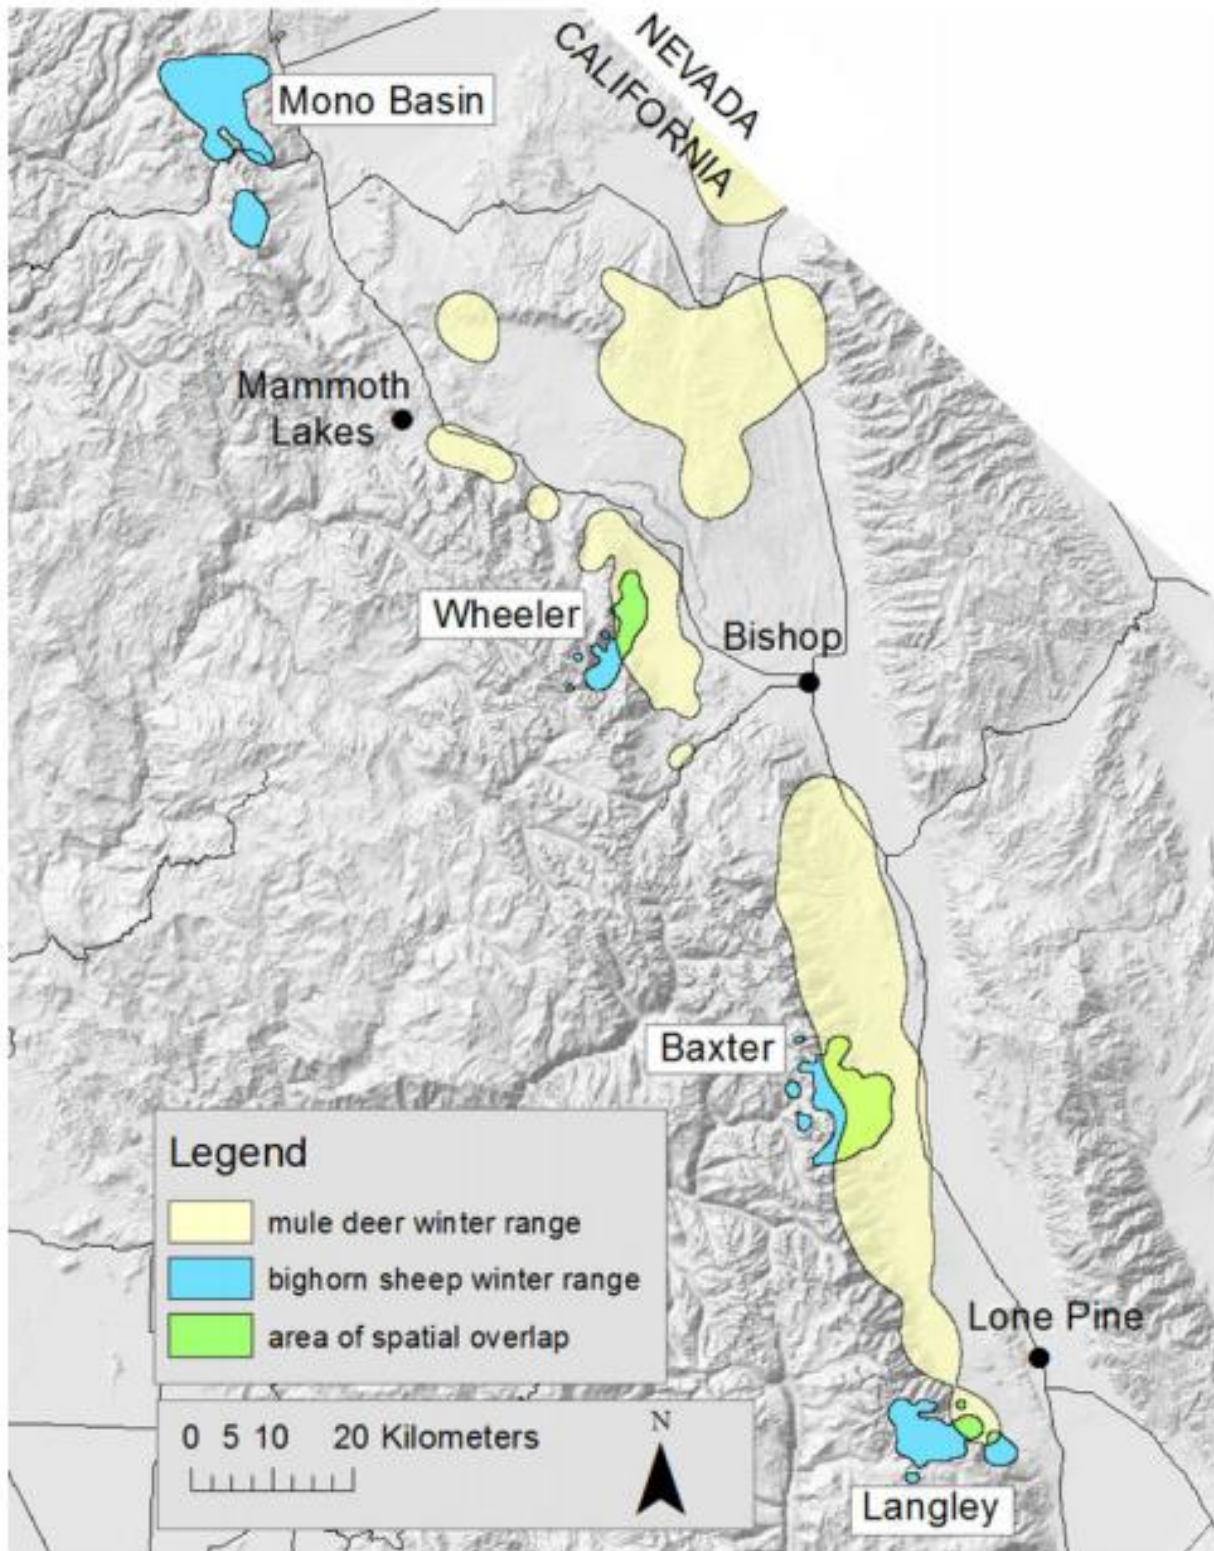 NEVADA
CALIFORNIA
Mono Basin
Mammoth
Lakes
Wheeler
Bishop
Baxter
Legend
mule deer winter range
bighorn sheep winter range
area of spatial overlap
Lone Pine
0 5 10 20 Kilometers
N
Langley